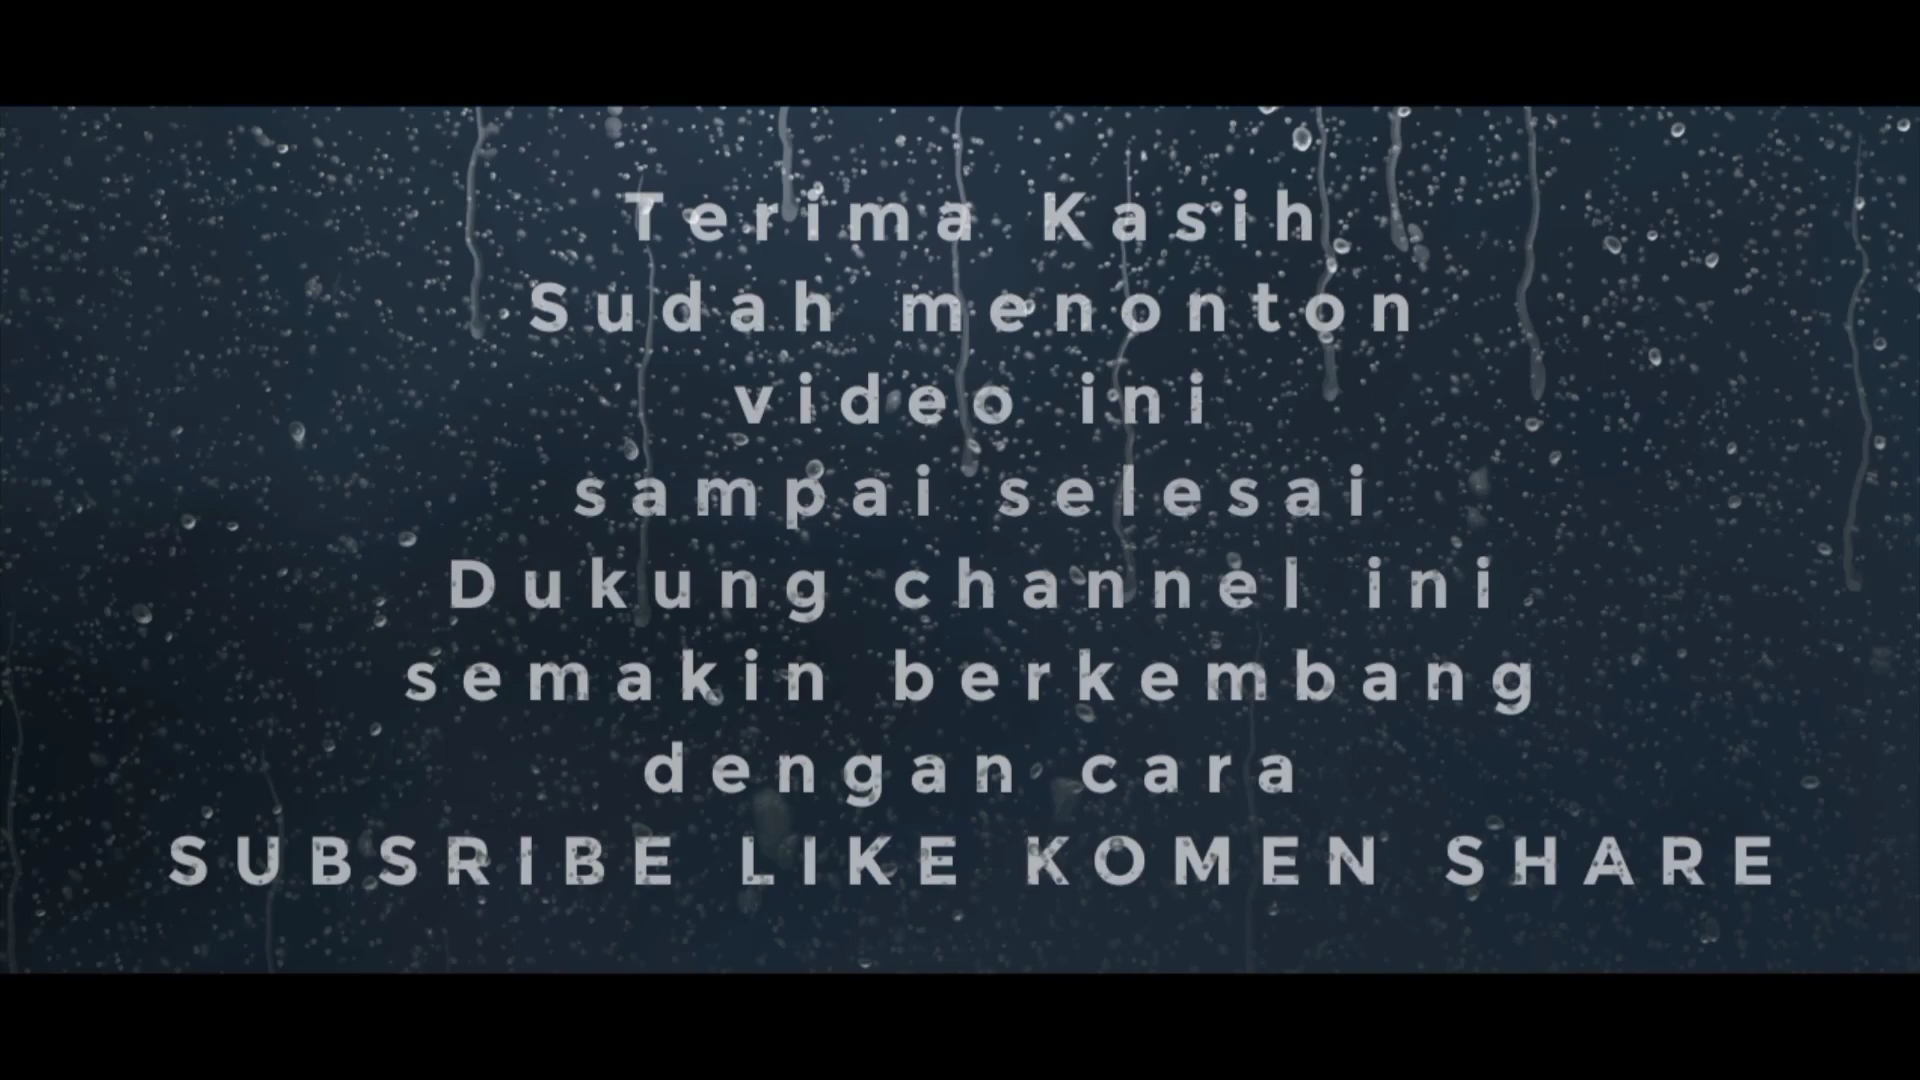 Terima Kasih
Sudah menonton
video ini
sampai selesai
Dukung channel ini
semakin berkembang
dengan cara
SUBSRIBE LIKE KOMEN SHARE